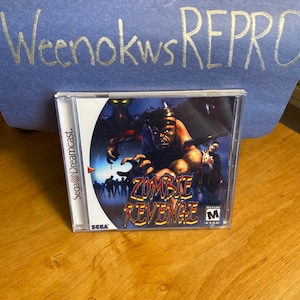 WeenokwsREPRO
Sega Dreamcast
ZOMBIE
REVENGE
SEGA
M